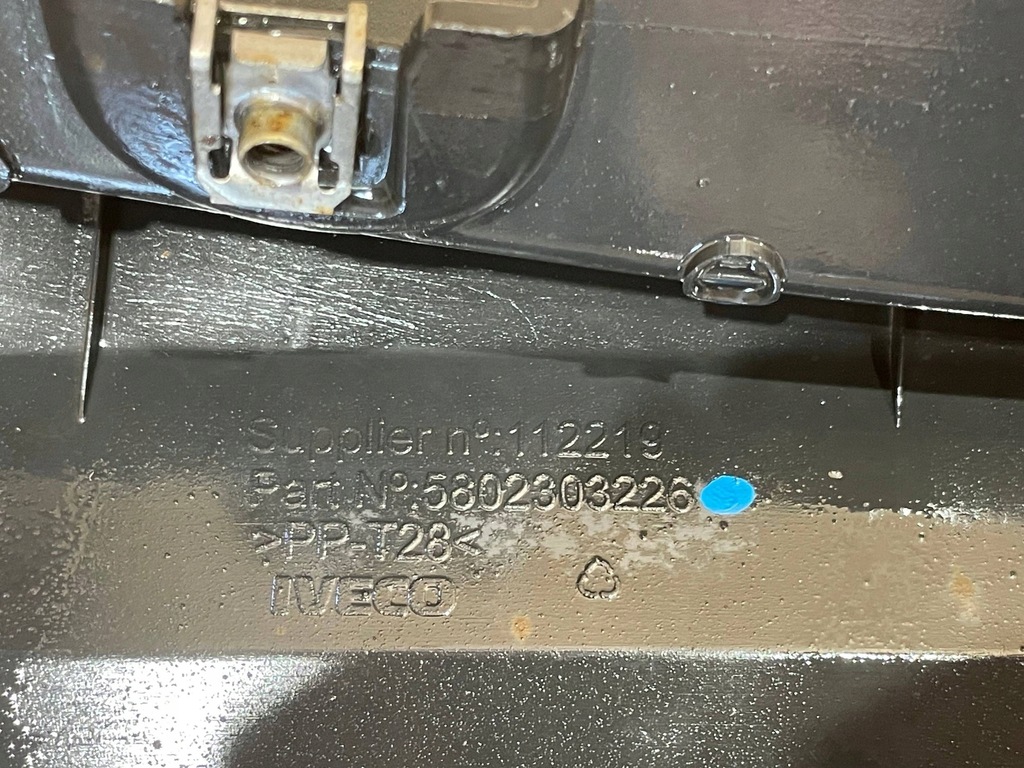 Supplier nº:112219
Part Nº:5802303226
>PP-T28<
IVECO